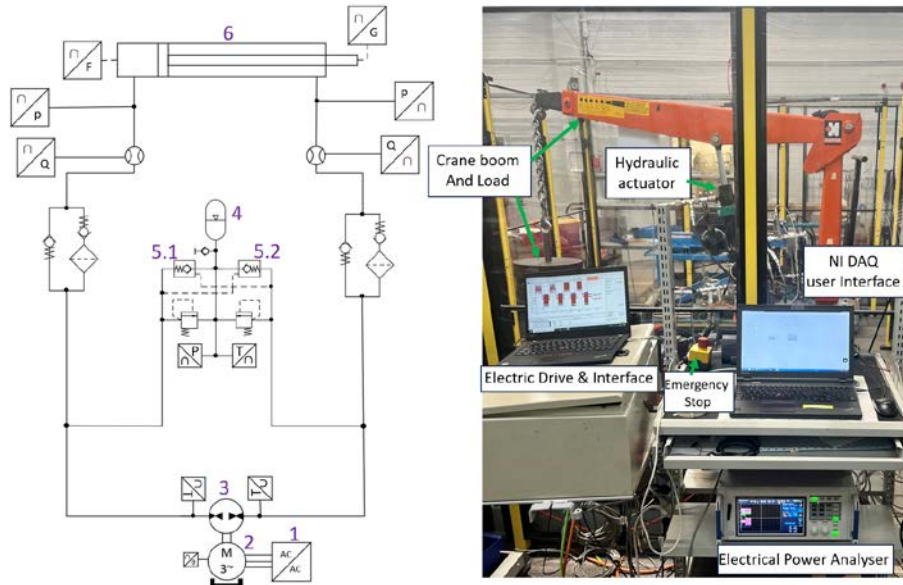 6
G
F
p
p
Q
Q
4
5.1
5.2
P
T
3
T
T
2
1
M
3~
n
AC
AC
Crane boom
And Load
Hydraulic
actuator
NI DAQ
user Interface
Electric Drive & Interface
Emergency
Stop
Electrical Power Analyser